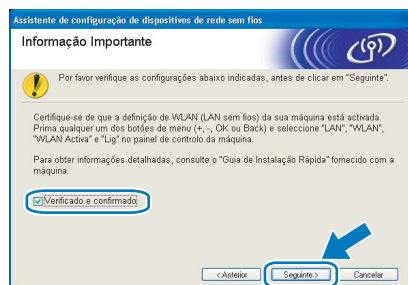 Assistente de configuração de dispositivos de rede sem fios
Informação Importante
Por favor verifique as configurações abaixo indicadas, antes de clicar em "Seguinte".
Certifique-se de que a definição de WLAN (LAN sem fios) da sua máquina está activada.
Prima qualquer um dos botões de menu (+, -, OK ou Back) e seleccione "LAN", "WLAN",
"WLAN Activa" e "Lig" no painel de controlo da máquina.
Para obter informações detalhadas, consulte o "Guia de Instalação Rápida" fornecido com a
máquina.
Verificado e confirmado
< Anterior
Seguinte >
Cancelar